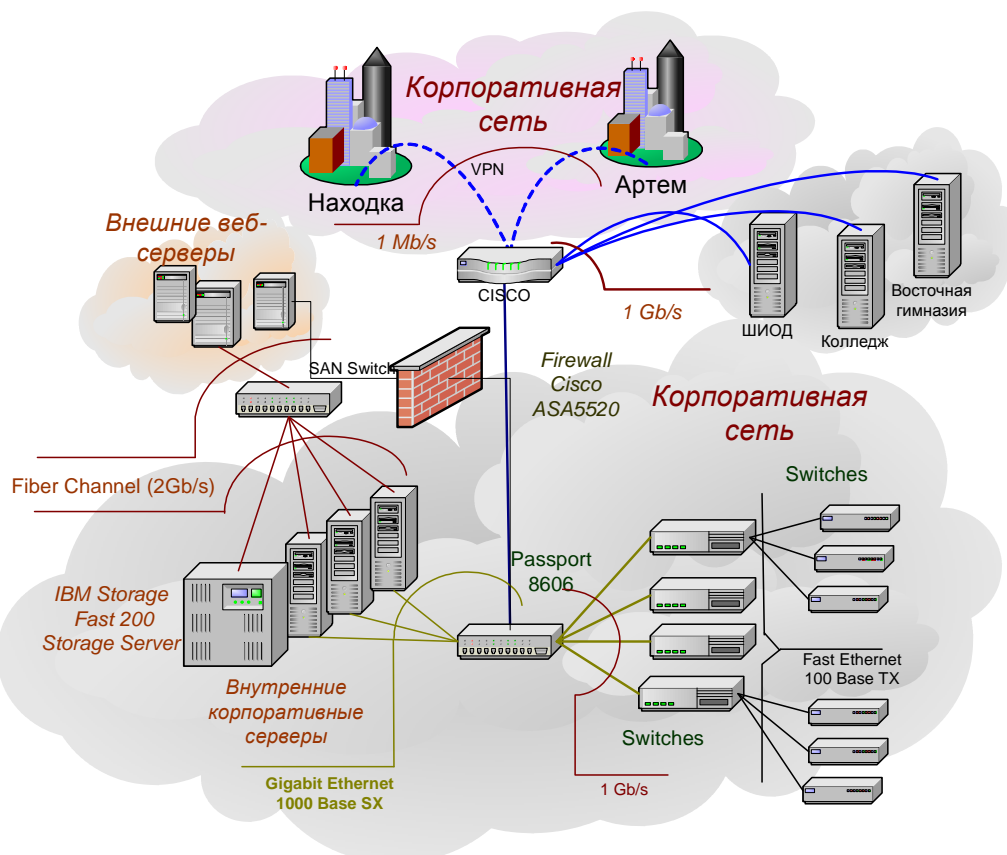 Корпоративная
сеть
VPN
Находка
Артем
1 Mb/s
Внешние веб-
серверы
CISCO
1 Gb/s
ШИОД
Колледж
Восточная
гимназия
SAN Switch
Firewall
Cisco
ASA5520
Корпоративная
сеть
Fiber Channel (2Gb/s)
Switches
Passport
8606
IBM Storage
Fast 200
Storage Server
Fast Ethernet
100 Base TX
Внутренние
корпоративные
серверы
Switches
Gigabit Ethernet
1000 Base SX
1 Gb/s